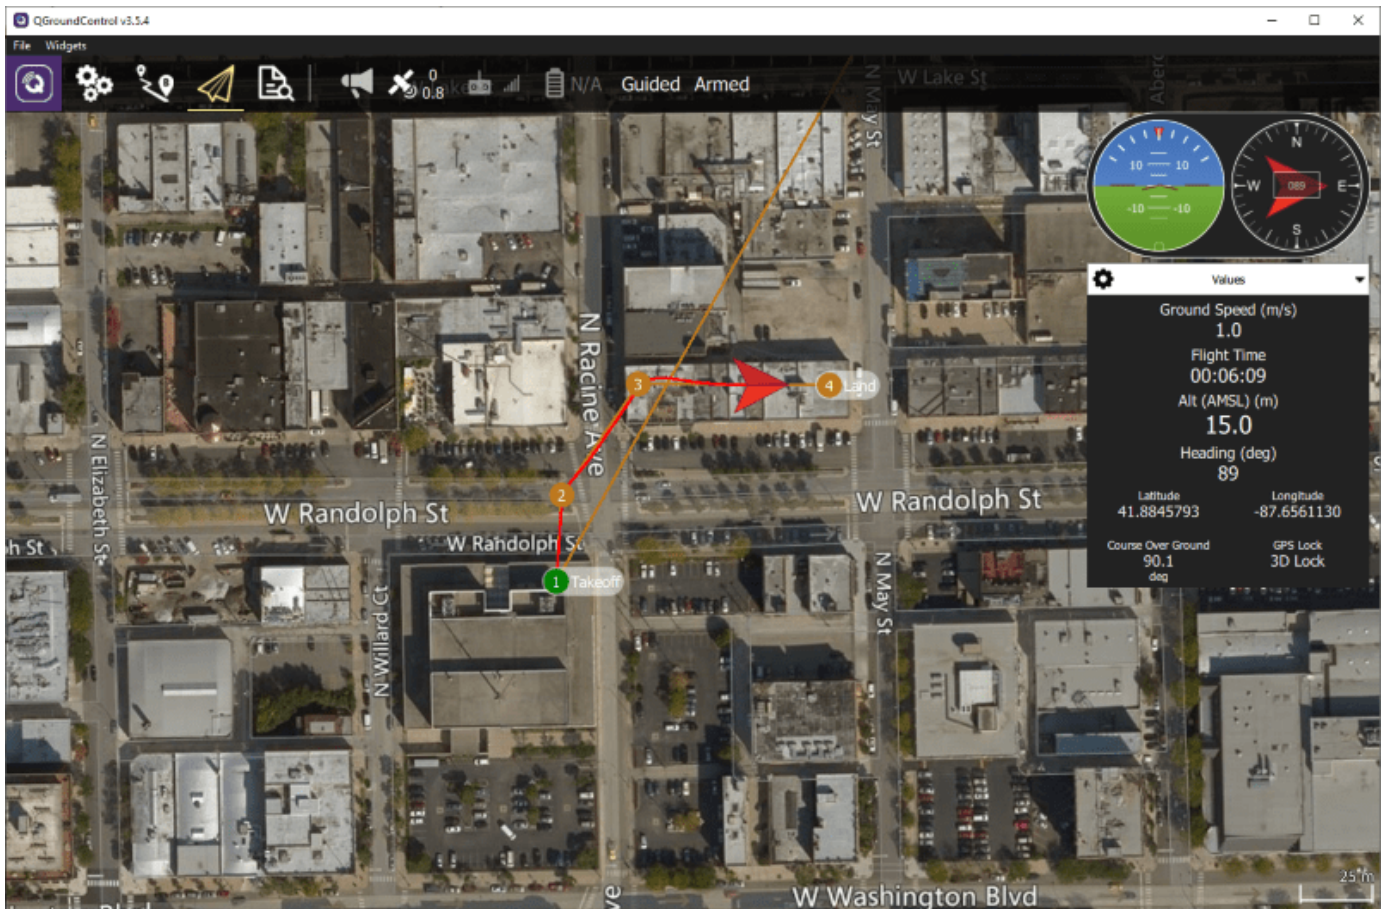 QGroundControl v3.5.4
File Widgets
0
0.8
N/A
Guided Armed
W Lake St
N May St
Aberc
N
W
E
S
089
10 10
-10 -10
Values
Ground Speed (m/s)
1.0
Flight Time
00:06:09
Alt (AMSL) (m)
15.0
Heading (deg)
89
Latitude Longitude
41.8845793 -87.6561130
Course Over Ground GPS Lock
90.1 3D Lock
deg
N Racine Ave
3
4 Land
2
N Elizabeth St
W Randolph St
W Randolph St
W Randolph St
ph St
1 Takeoff
N Willard Ct
N May St
W Washington Blvd
ve
25 m